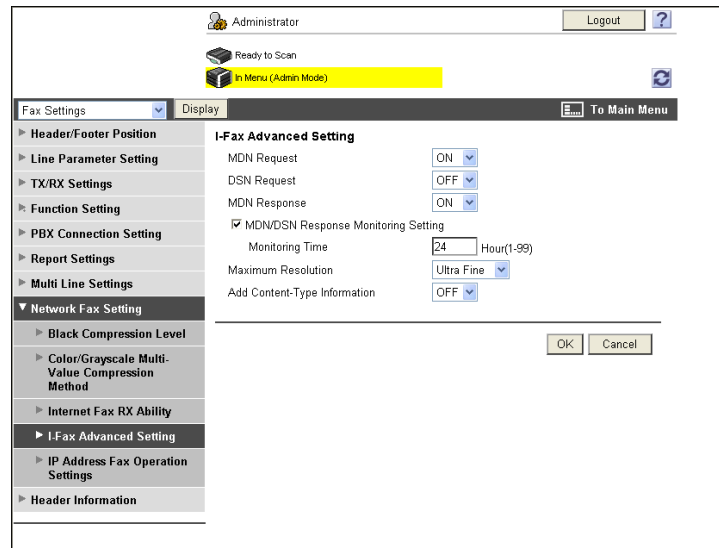 Administrator
Logout
?
Ready to Scan
In Menu (Admin Mode)
Fax Settings
Display
To Main Menu
Header/Footer Position
Line Parameter Setting
TX/RX Settings
Function Setting
PBX Connection Setting
Report Settings
Multi Line Settings
Network Fax Setting
Black Compression Level
Color/Grayscale Multi-
Value Compression
Method
Internet Fax RX Ability
I-Fax Advanced Setting
IP Address Fax Operation
Settings
Header Information
I-Fax Advanced Setting
MDN Request ON
DSN Request OFF
MDN Response ON
MDN/DSN Response Monitoring Setting
Monitoring Time 24 Hour(1-99)
Maximum Resolution Ultra Fine
Add Content-Type Information OFF
OK Cancel